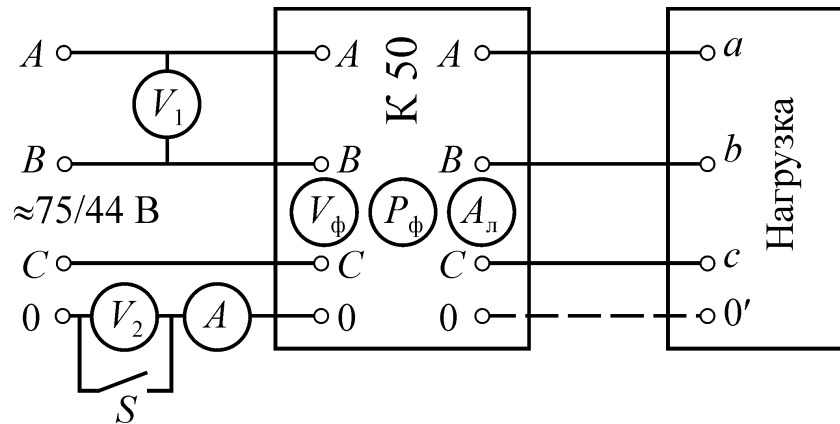 A A К 50 A a
V1
B B B b
≈75/44 В Vф Pф Aл Нагрузка
C C C c
0 V2 A 0 0 0′
S